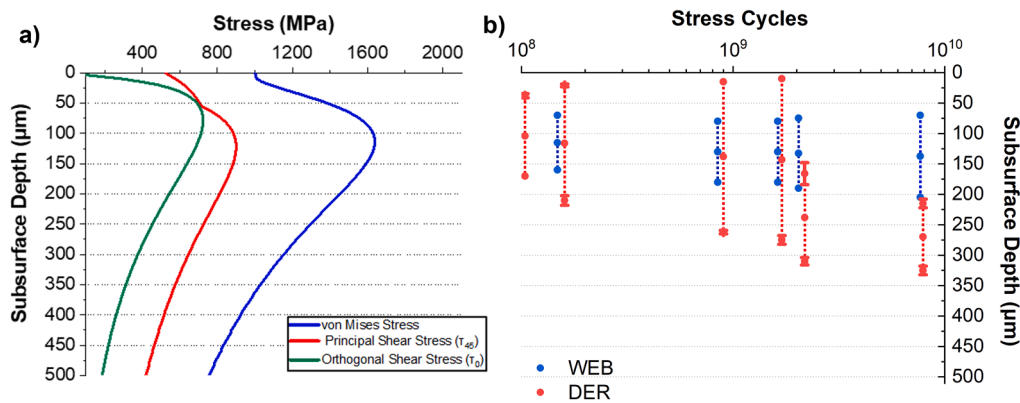 a)
Stress (MPa)
400 800 1200 1600 2000
Subsurface Depth (μm)
0
50
100
150
200
250
300
350
400
450
500
von Mises Stress
Principal Shear Stress (τ45)
Orthogonal Shear Stress (τ0)
b)
Stress Cycles
10^8 10^9 10^10
0
50
100
150
200
250
300
350
400
450
500
Subsurface Depth (μm)
WEB
DER